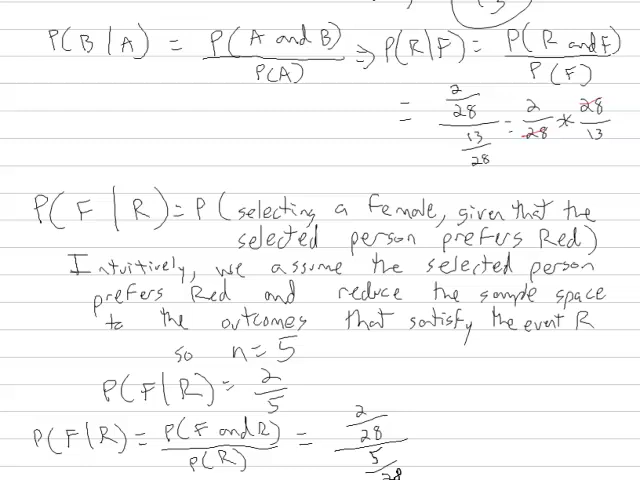 13
P(B|A) = P(A and B)/P(A) ⇒ P(R|F) = P(R and F)/P(F)
= (2/28)/(13/28) = 2/28 * 28/13
P(F|R) = P(selecting a Female, given that the
selected person prefers Red)
Intuitively, we assume the selected person
prefers Red and reduce the sample space
to the outcomes that satisfy the event R
so n = 5
P(F|R) = 2/5
P(F|R) = P(F and R)/P(R) = (2/28)/(5/28)